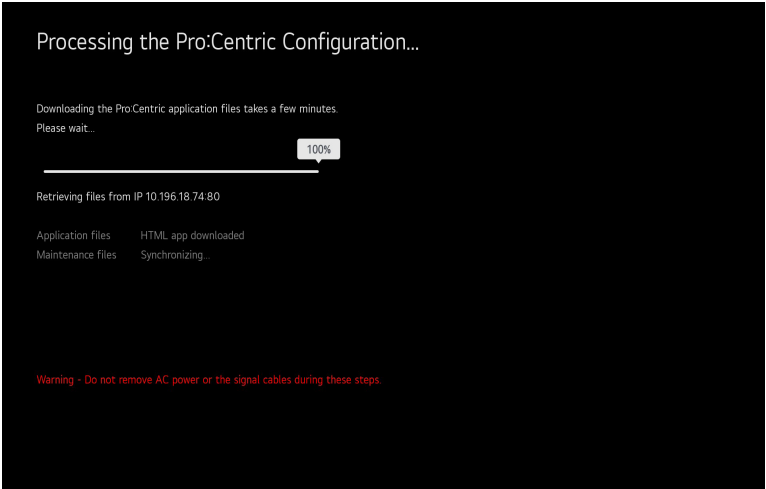 Processing the Pro:Centric Configuration...
Downloading the Pro:Centric application files takes a few minutes.
Please wait...
100%
Retrieving files from IP 10.196.18.74:80
Application files HTML app downloaded
Maintenance files Synchronizing...
Warning - Do not remove AC power or the signal cables during these steps.